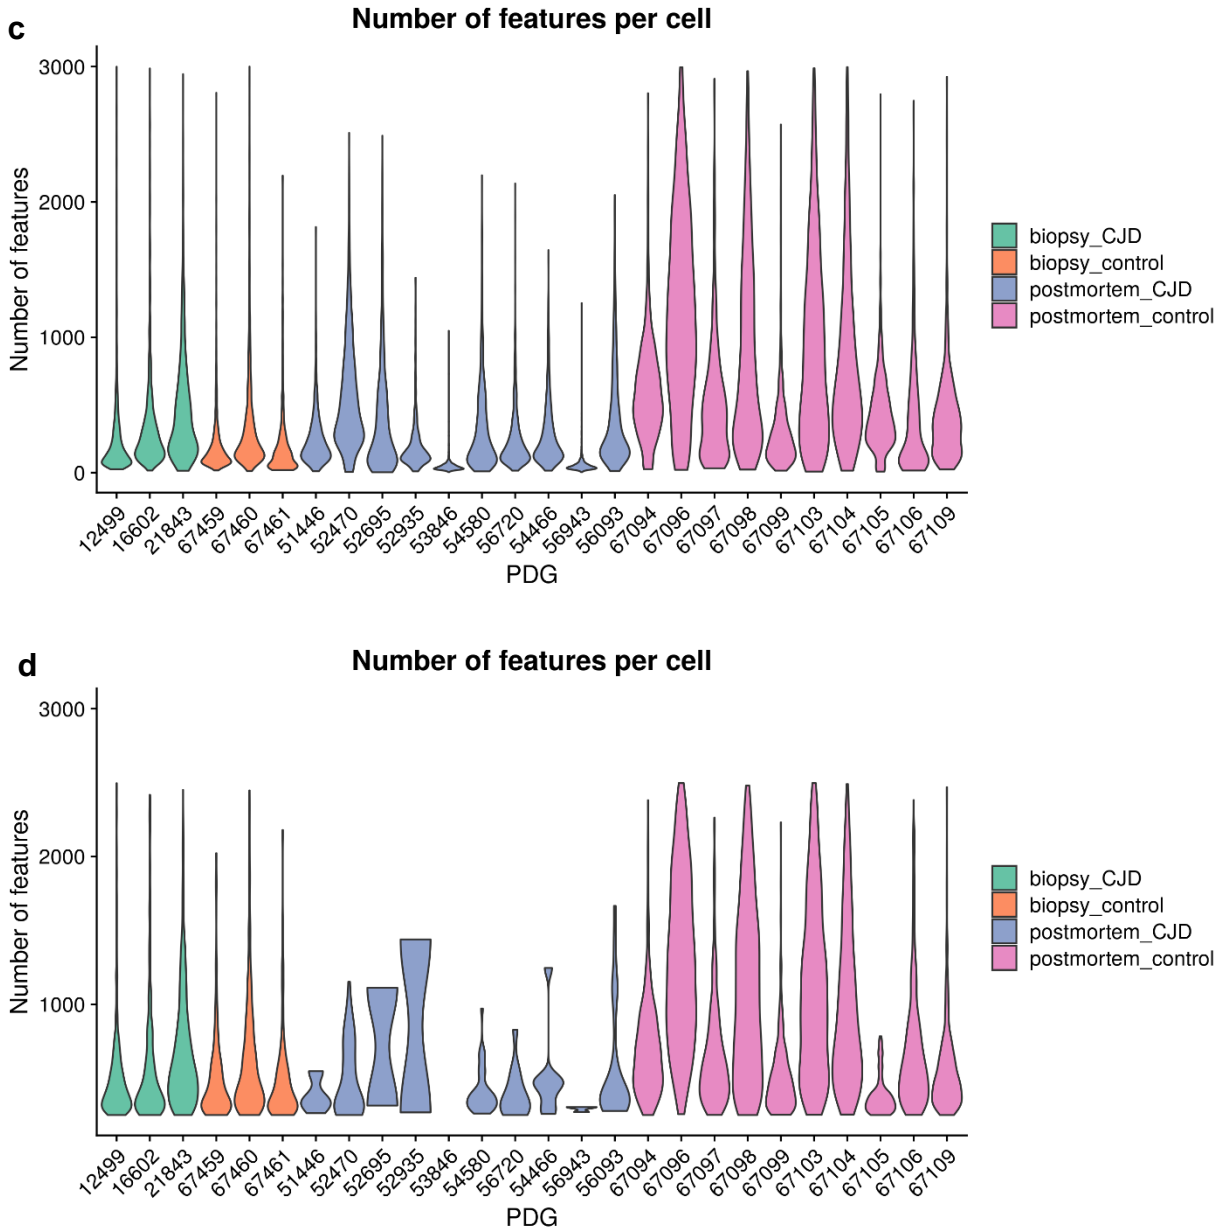 c
Number of features per cell
Number of features
3000
2000
1000
0
12499 16602 21843 67459 67460 67461 51446 52470 52695 52935 53846 54580 56720 54466 56943 56093 67094 67096 67097 67098 67099 67103 67104 67105 67106 67109
PDG
biopsy_CJD
biopsy_control
postmortem_CJD
postmortem_control
d
Number of features per cell
Number of features
3000
2000
1000
12499 16602 21843 67459 67460 67461 51446 52470 52695 52935 53846 54580 56720 54466 56943 56093 67094 67096 67097 67098 67099 67103 67104 67105 67106 67109
PDG
biopsy_CJD
biopsy_control
postmortem_CJD
postmortem_control